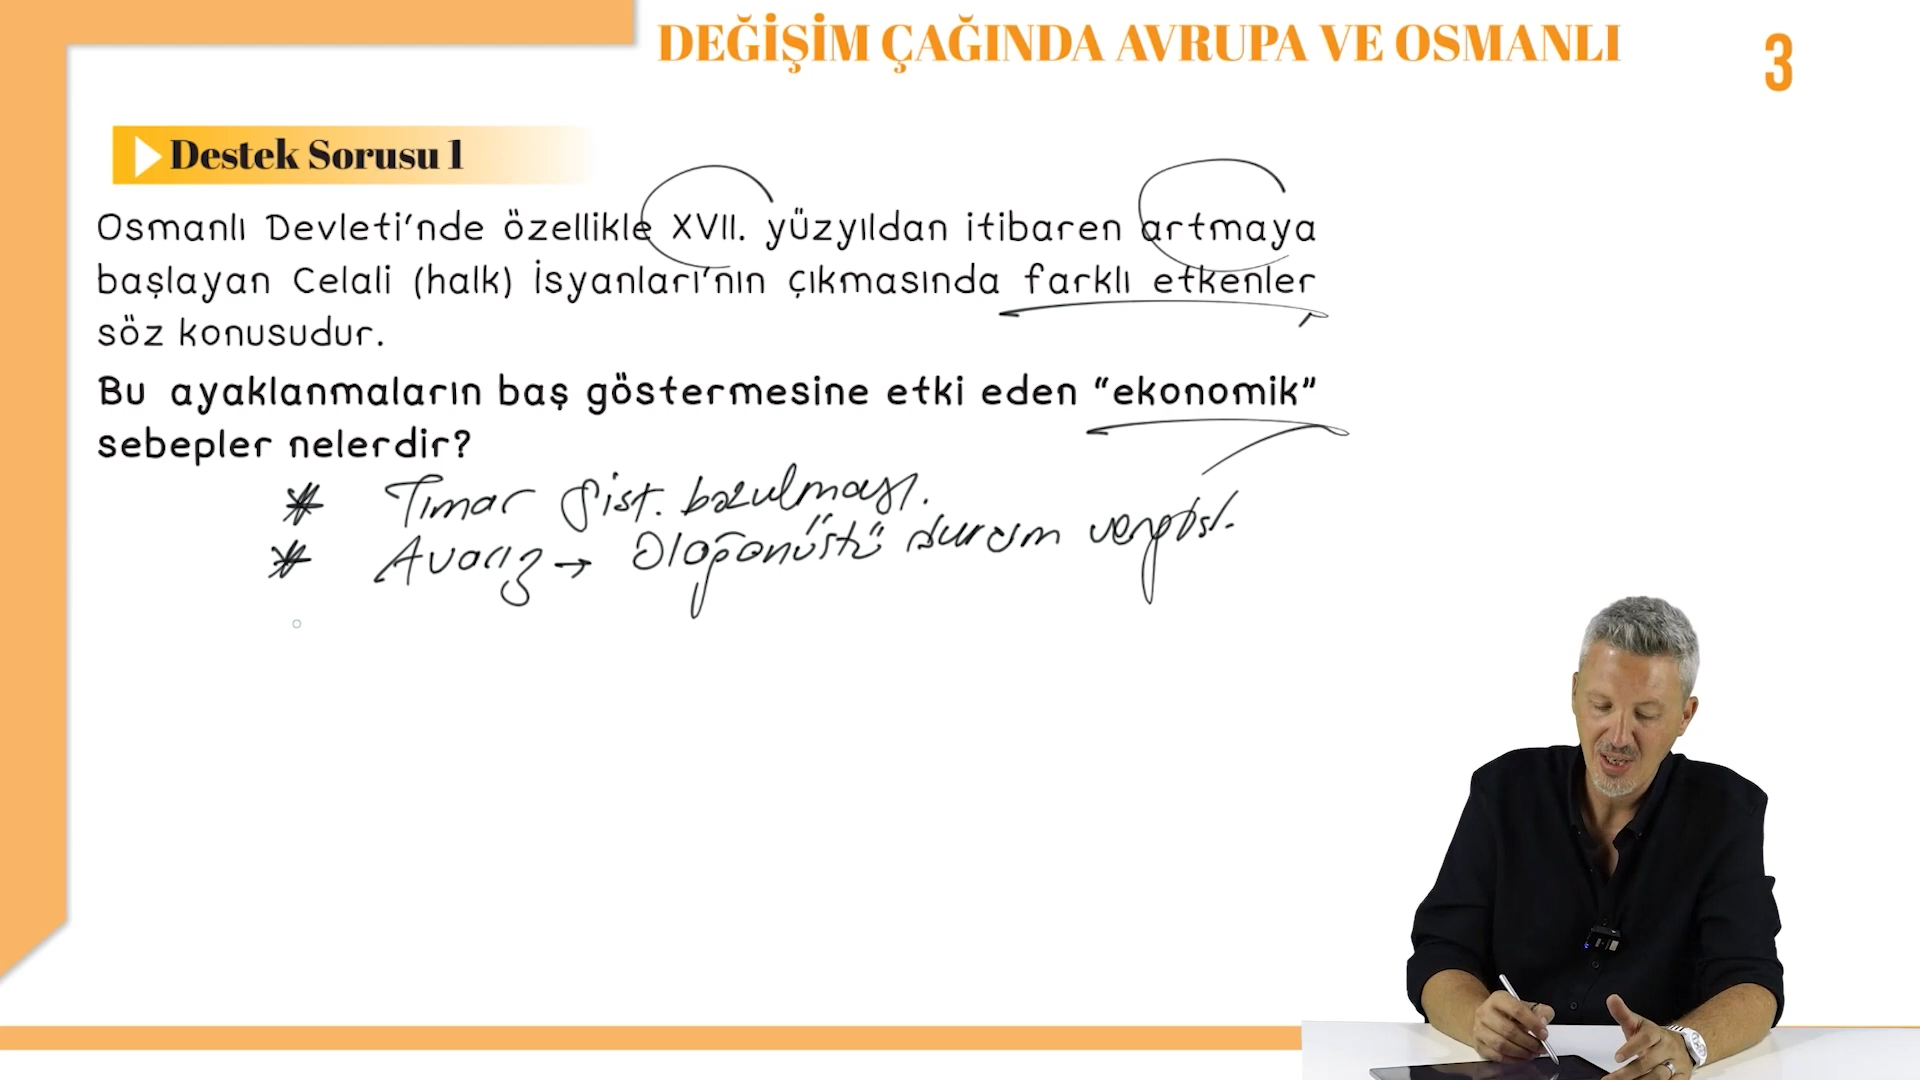 DEĞİŞİM ÇAĞINDA AVRUPA VE OSMANLI
3
Destek Sorusu 1
Osmanlı Devleti'nde özellikle XVII. yüzyıldan itibaren artmaya
başlayan Celali (halk) İsyanları'nın çıkmasında farklı etkenler
söz konusudur.
Bu ayaklanmaların baş göstermesine etki eden "ekonomik"
sebepler nelerdir?
* Tımar Sist. bozulması.
* Avarız → Olağanüstü durum vergisi.